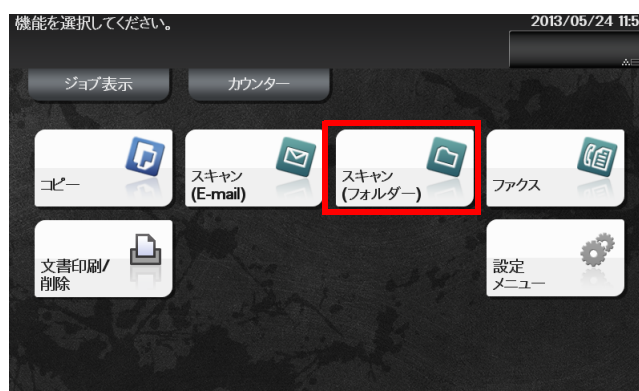 機能を選択してください。
2013/05/24 11:5
ジョブ表示
カウンター
コピー
スキャン
(E-mail)
スキャン
(フォルダー)
ファクス
文書印刷/
削除
設定
メニュー